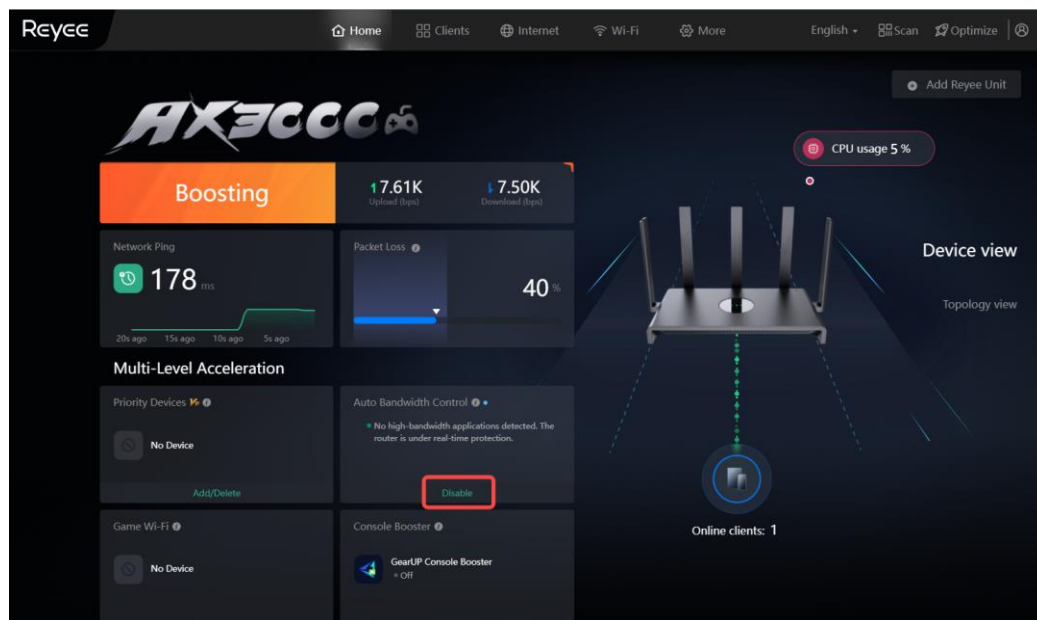 Reyee
Home
Clients
Internet
Wi-Fi
More
English
Scan
Optimize
Add Reyee Unit
AX3000
CPU usage 5 %
Boosting
7.61K
Upload (bps)
7.50K
Download (bps)
Network Ping
178 ms
20s ago 15s ago 10s ago 5s ago
Packet Loss
40 %
Device view
Topology view
Multi-Level Acceleration
Priority Devices
No Device
Add/Delete
Auto Bandwidth Control
No high-bandwidth applications detected. The
router is under real-time protection.
Disable
Game Wi-Fi
No Device
Console Booster
GearUP Console Booster
Off
Online clients: 1